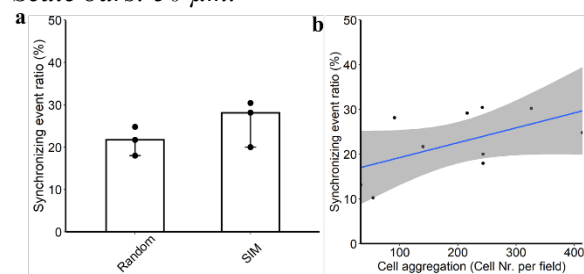 Scale bars: 50 µm.
a
Synchronizing event ratio (%)
50
40
30
20
10
0
Random
SIM
b
Synchronizing event ratio (%)
50
40
30
20
10
0
100
200
300
400
Cell aggregation (Cell Nr. per field)